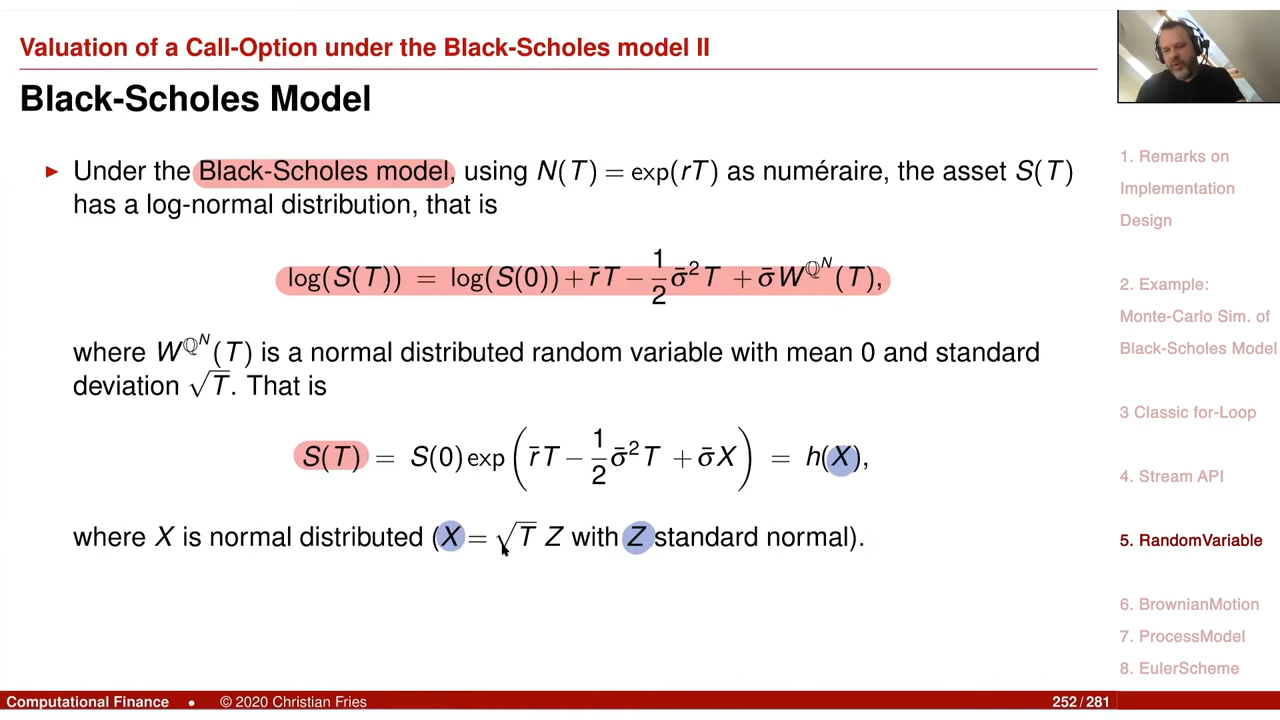 Valuation of a Call-Option under the Black-Scholes model II
Black-Scholes Model
▶ Under the Black-Scholes model, using N(T) = exp(rT) as numéraire, the asset S(T)
has a log-normal distribution, that is
log(S(T)) = log(S(0)) + r̄T − 1/2 σ̄²T + σ̄W^ℚ^N(T),
where W^ℚ^N(T) is a normal distributed random variable with mean 0 and standard
deviation √T. That is
S(T) = S(0) exp(r̄T − 1/2 σ̄²T + σ̄X) = h(X),
where X is normal distributed (X = √T Z with Z standard normal).
1. Remarks on
Implementation
Design
2. Example:
Monte-Carlo Sim. of
Black-Scholes Model
3 Classic for-Loop
4. Stream API
5. RandomVariable
6. BrownianMotion
7. ProcessModel
8. EulerScheme
Computational Finance • © 2020 Christian Fries 252 / 281